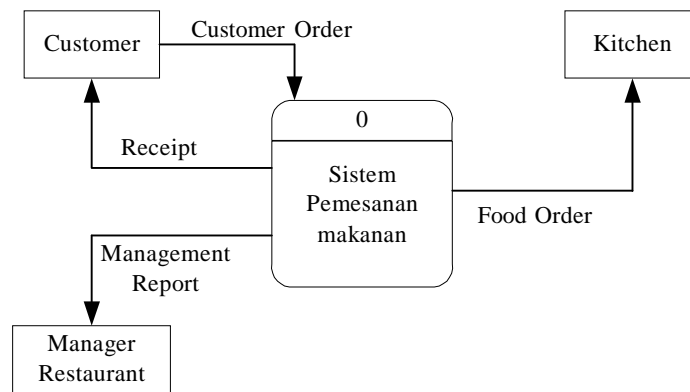 Customer
Customer Order
Kitchen
0
Receipt
Sistem
Pemesanan
makanan
Food Order
Management
Report
Manager
Restaurant